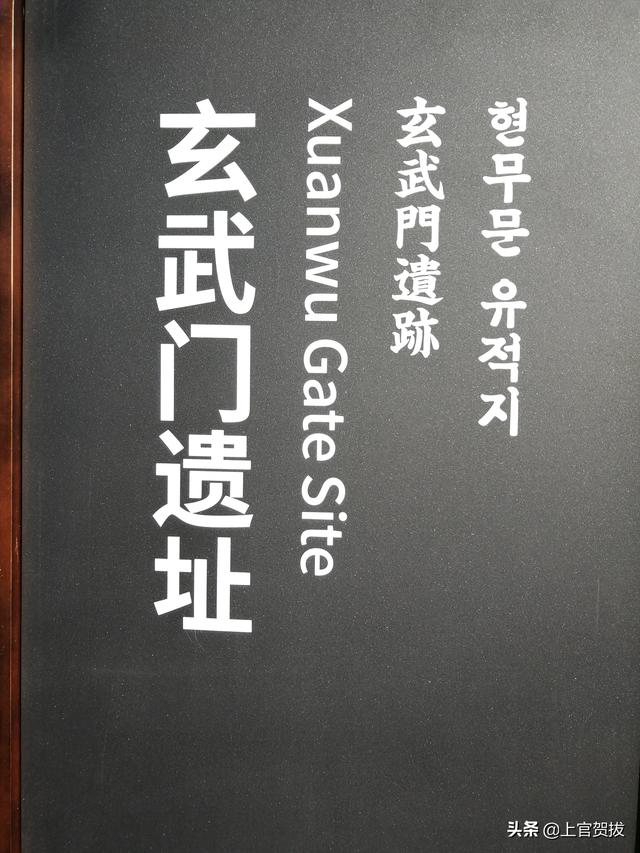 玄武门遗址
Xuanwu Gate Site
玄武門遺跡
현무문 유적지
头条 @上官贺拔